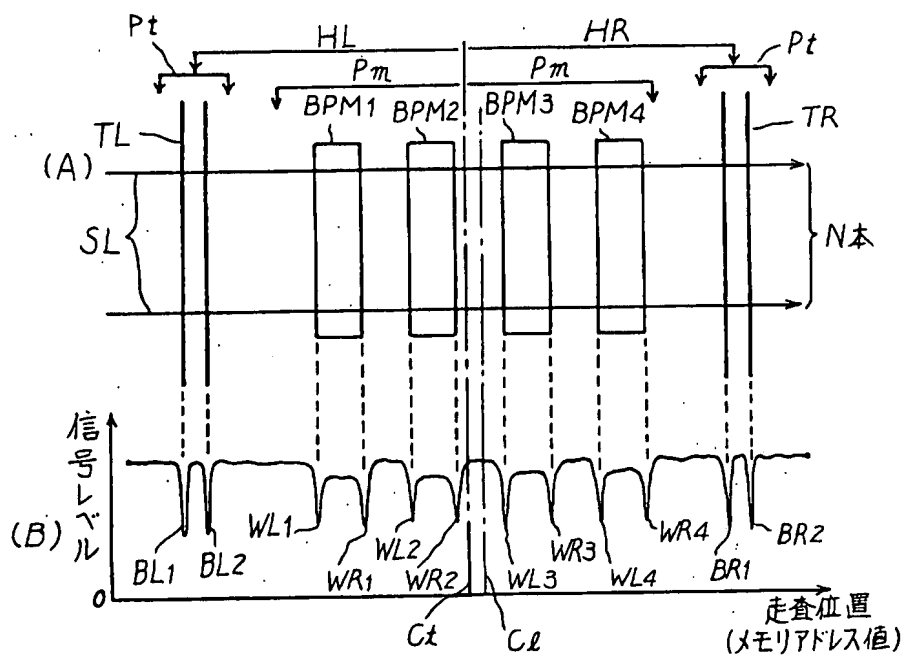 Pt
HL
HR
Pt
Pm
Pm
BPM1
BPM2
BPM3
BPM4
TL
TR
(A)
SL
N本
信号レベル
(B)
BL1
BL2
WL1
WR1
WL2
WR2
WL3
WR3
WL4
WR4
BR1
BR2
0
Ct
Cl
走査位置
(メモリアドレス値)